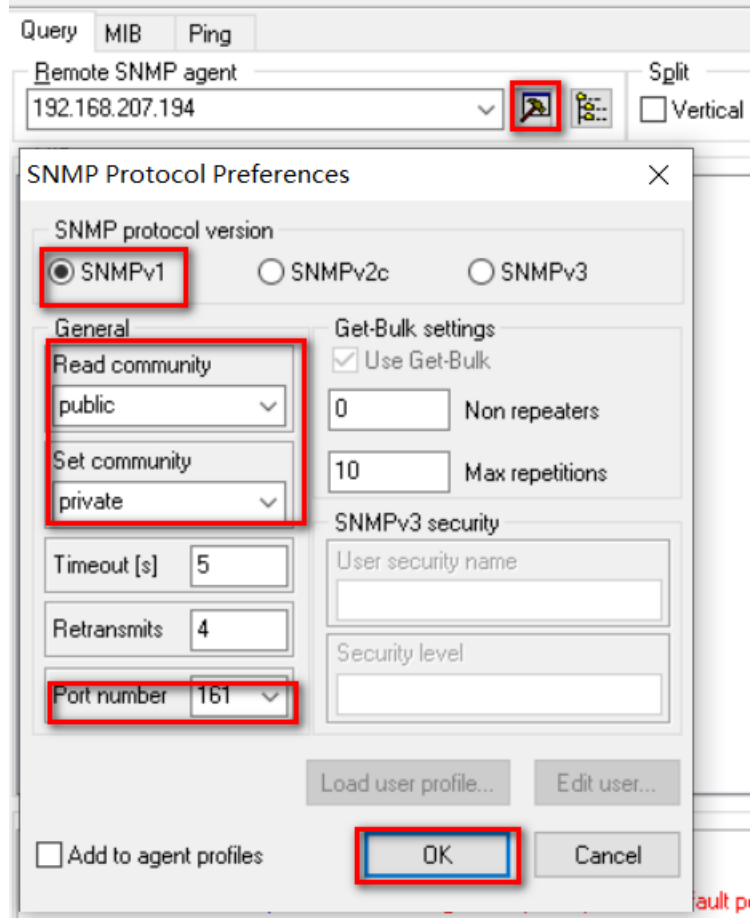 Query MIB Ping
Remote SNMP agent Split
192.168.207.194 Vertical
SNMP Protocol Preferences
SNMP protocol version
SNMPv1 SNMPv2c SNMPv3
General Get-Bulk settings
Read community Use Get-Bulk
public 0 Non repeaters
Set community 10 Max repetitions
private
SNMPv3 security
Timeout [s] 5 User security name
Retransmits 4
Security level
Port number 161
Load user profile... Edit user...
Add to agent profiles OK Cancel